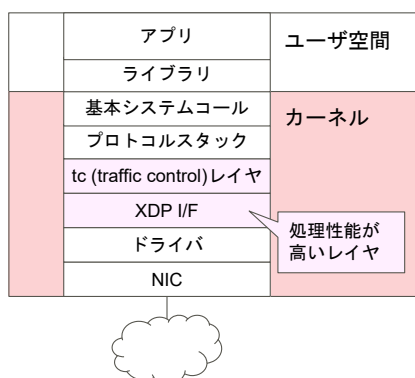 アプリ
ユーザ空間
ライブラリ
基本システムコール
カーネル
プロトコルスタック
tc (traffic control)レイヤ
XDP I/F
処理性能が
高いレイヤ
ドライバ
NIC